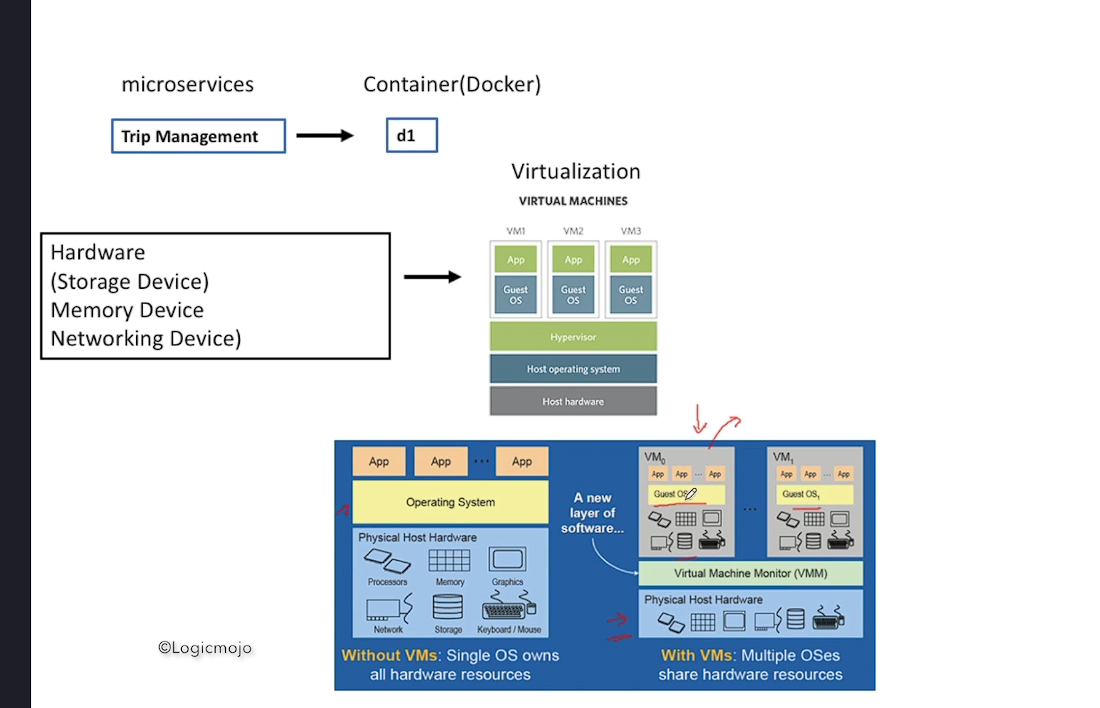 microservices
Container(Docker)
Trip Management
d1
Virtualization
VIRTUAL MACHINES
VM1 VM2 VM3
App App App
Guest OS Guest OS Guest OS
Hypervisor
Host operating system
Host hardware
Hardware
(Storage Device)
Memory Device
Networking Device)
App App ... App
Operating System
Physical Host Hardware
Processors Memory Graphics
Network Storage Keyboard / Mouse
Without VMs: Single OS owns
all hardware resources
A new
layer of
software...
VM0
App App ... App
Guest OS
...
VM1
App App ... App
Guest OS1
Virtual Machine Monitor (VMM)
Physical Host Hardware
With VMs: Multiple OSes
share hardware resources
©Logicmojo